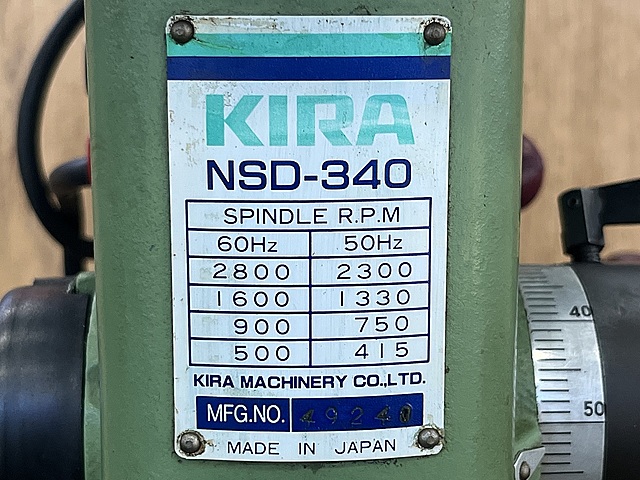 KIRA
NSD-340
SPINDLE R.P.M
60Hz 50Hz
2800 2300
1600 1330
900 750
500 415
KIRA MACHINERY CO.,LTD.
MFG.NO.
MADE IN JAPAN
40
50